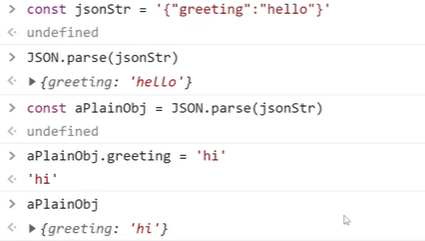 > const jsonStr = '{"greeting":"hello"}'
<· undefined
> JSON.parse(jsonStr)
<· ▶{greeting: 'hello'}
> const aPlainObj = JSON.parse(jsonStr)
<· undefined
> aPlainObj.greeting = 'hi'
<· 'hi'
> aPlainObj
<· ▶{greeting: 'hi'}